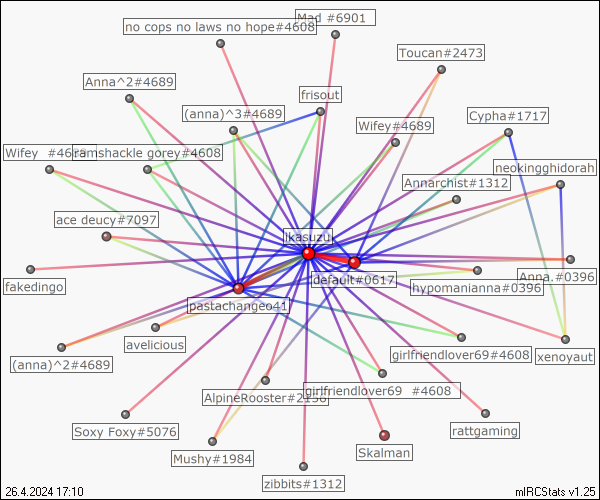 Mad #6901
no cops no laws no hope#4608
Toucan#2473
Anna^2#4689
frisout
(anna)^3#4689
Cypha#1717
Wifey#4689
Wifey
ramshackle gorey#4608
neokingghidorah
Annarchist#1312
ace deucy#7097
ikasuzu
fakedingo
default#0617
Anna.#0396
hypomanianna#0396
pastachangeo41
avelicious
(anna)^2#4689
girlfriendlover69#4608
xenoyaut
girlfriendlover69 #4608
AlpineRooster#2156
Soxy Foxy#5076
rattgaming
Mushy#1984
Skalman
zibbits#1312
26.4.2024 17:10
mIRCStats v1.25